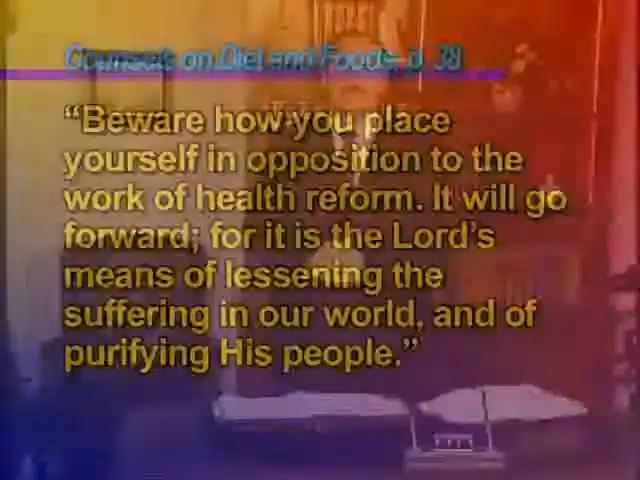 Counsels on Diet and Foods, p. 38
“Beware how you place
yourself in opposition to the
work of health reform. It will go
forward; for it is the Lord’s
means of lessening the
suffering in our world, and of
purifying His people.”